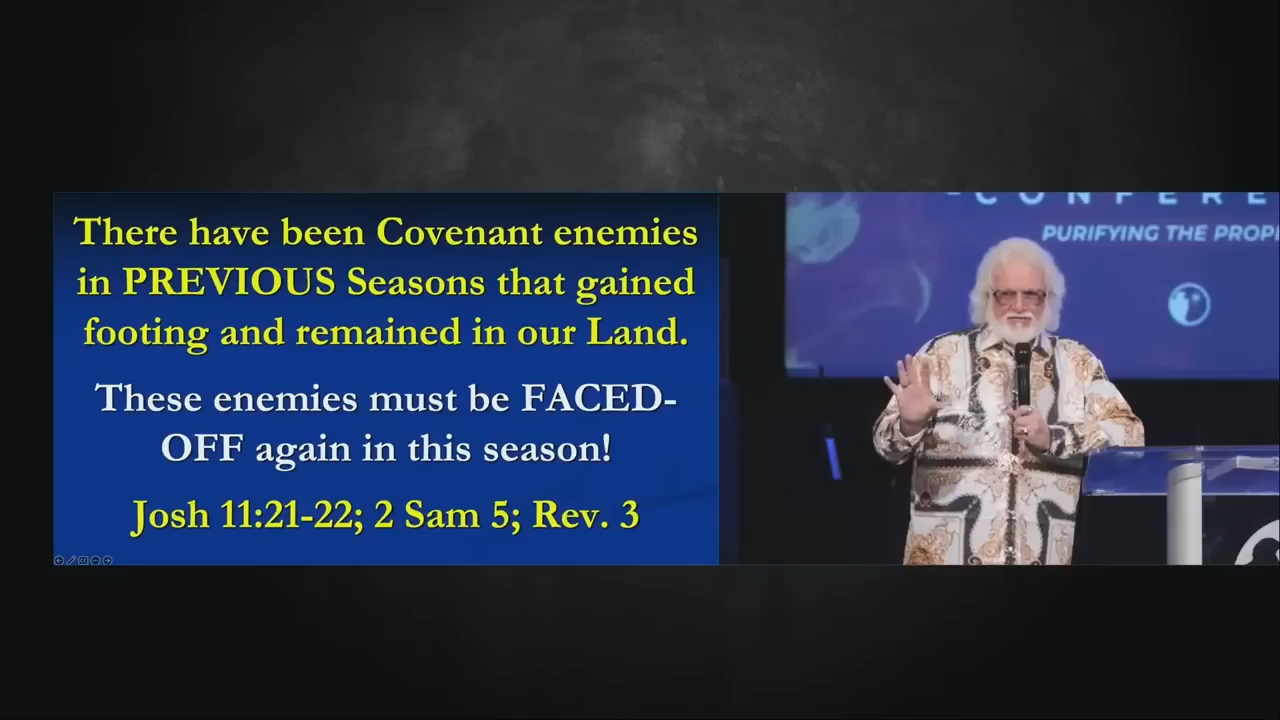 There have been Covenant enemies
in PREVIOUS Seasons that gained
footing and remained in our Land.
These enemies must be FACED-
OFF again in this season!
Josh 11:21-22; 2 Sam 5; Rev. 3
PURIFYING THE